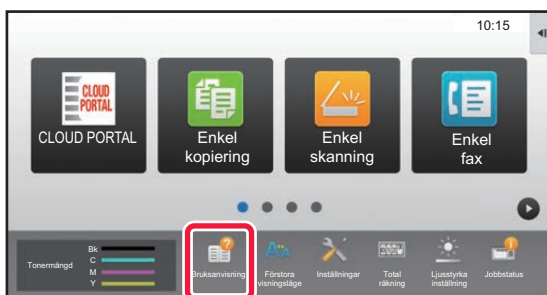 10:15
CLOUD
PORTAL
CLOUD PORTAL
Enkel
kopiering
Enkel
skanning
Enkel
fax
Tonermängd
Bk
C
M
Y
Bruksanvisning
Förstora
visningsläge
Inställningar
Total
räkning
Ljusstyrka
inställning
Jobbstatus